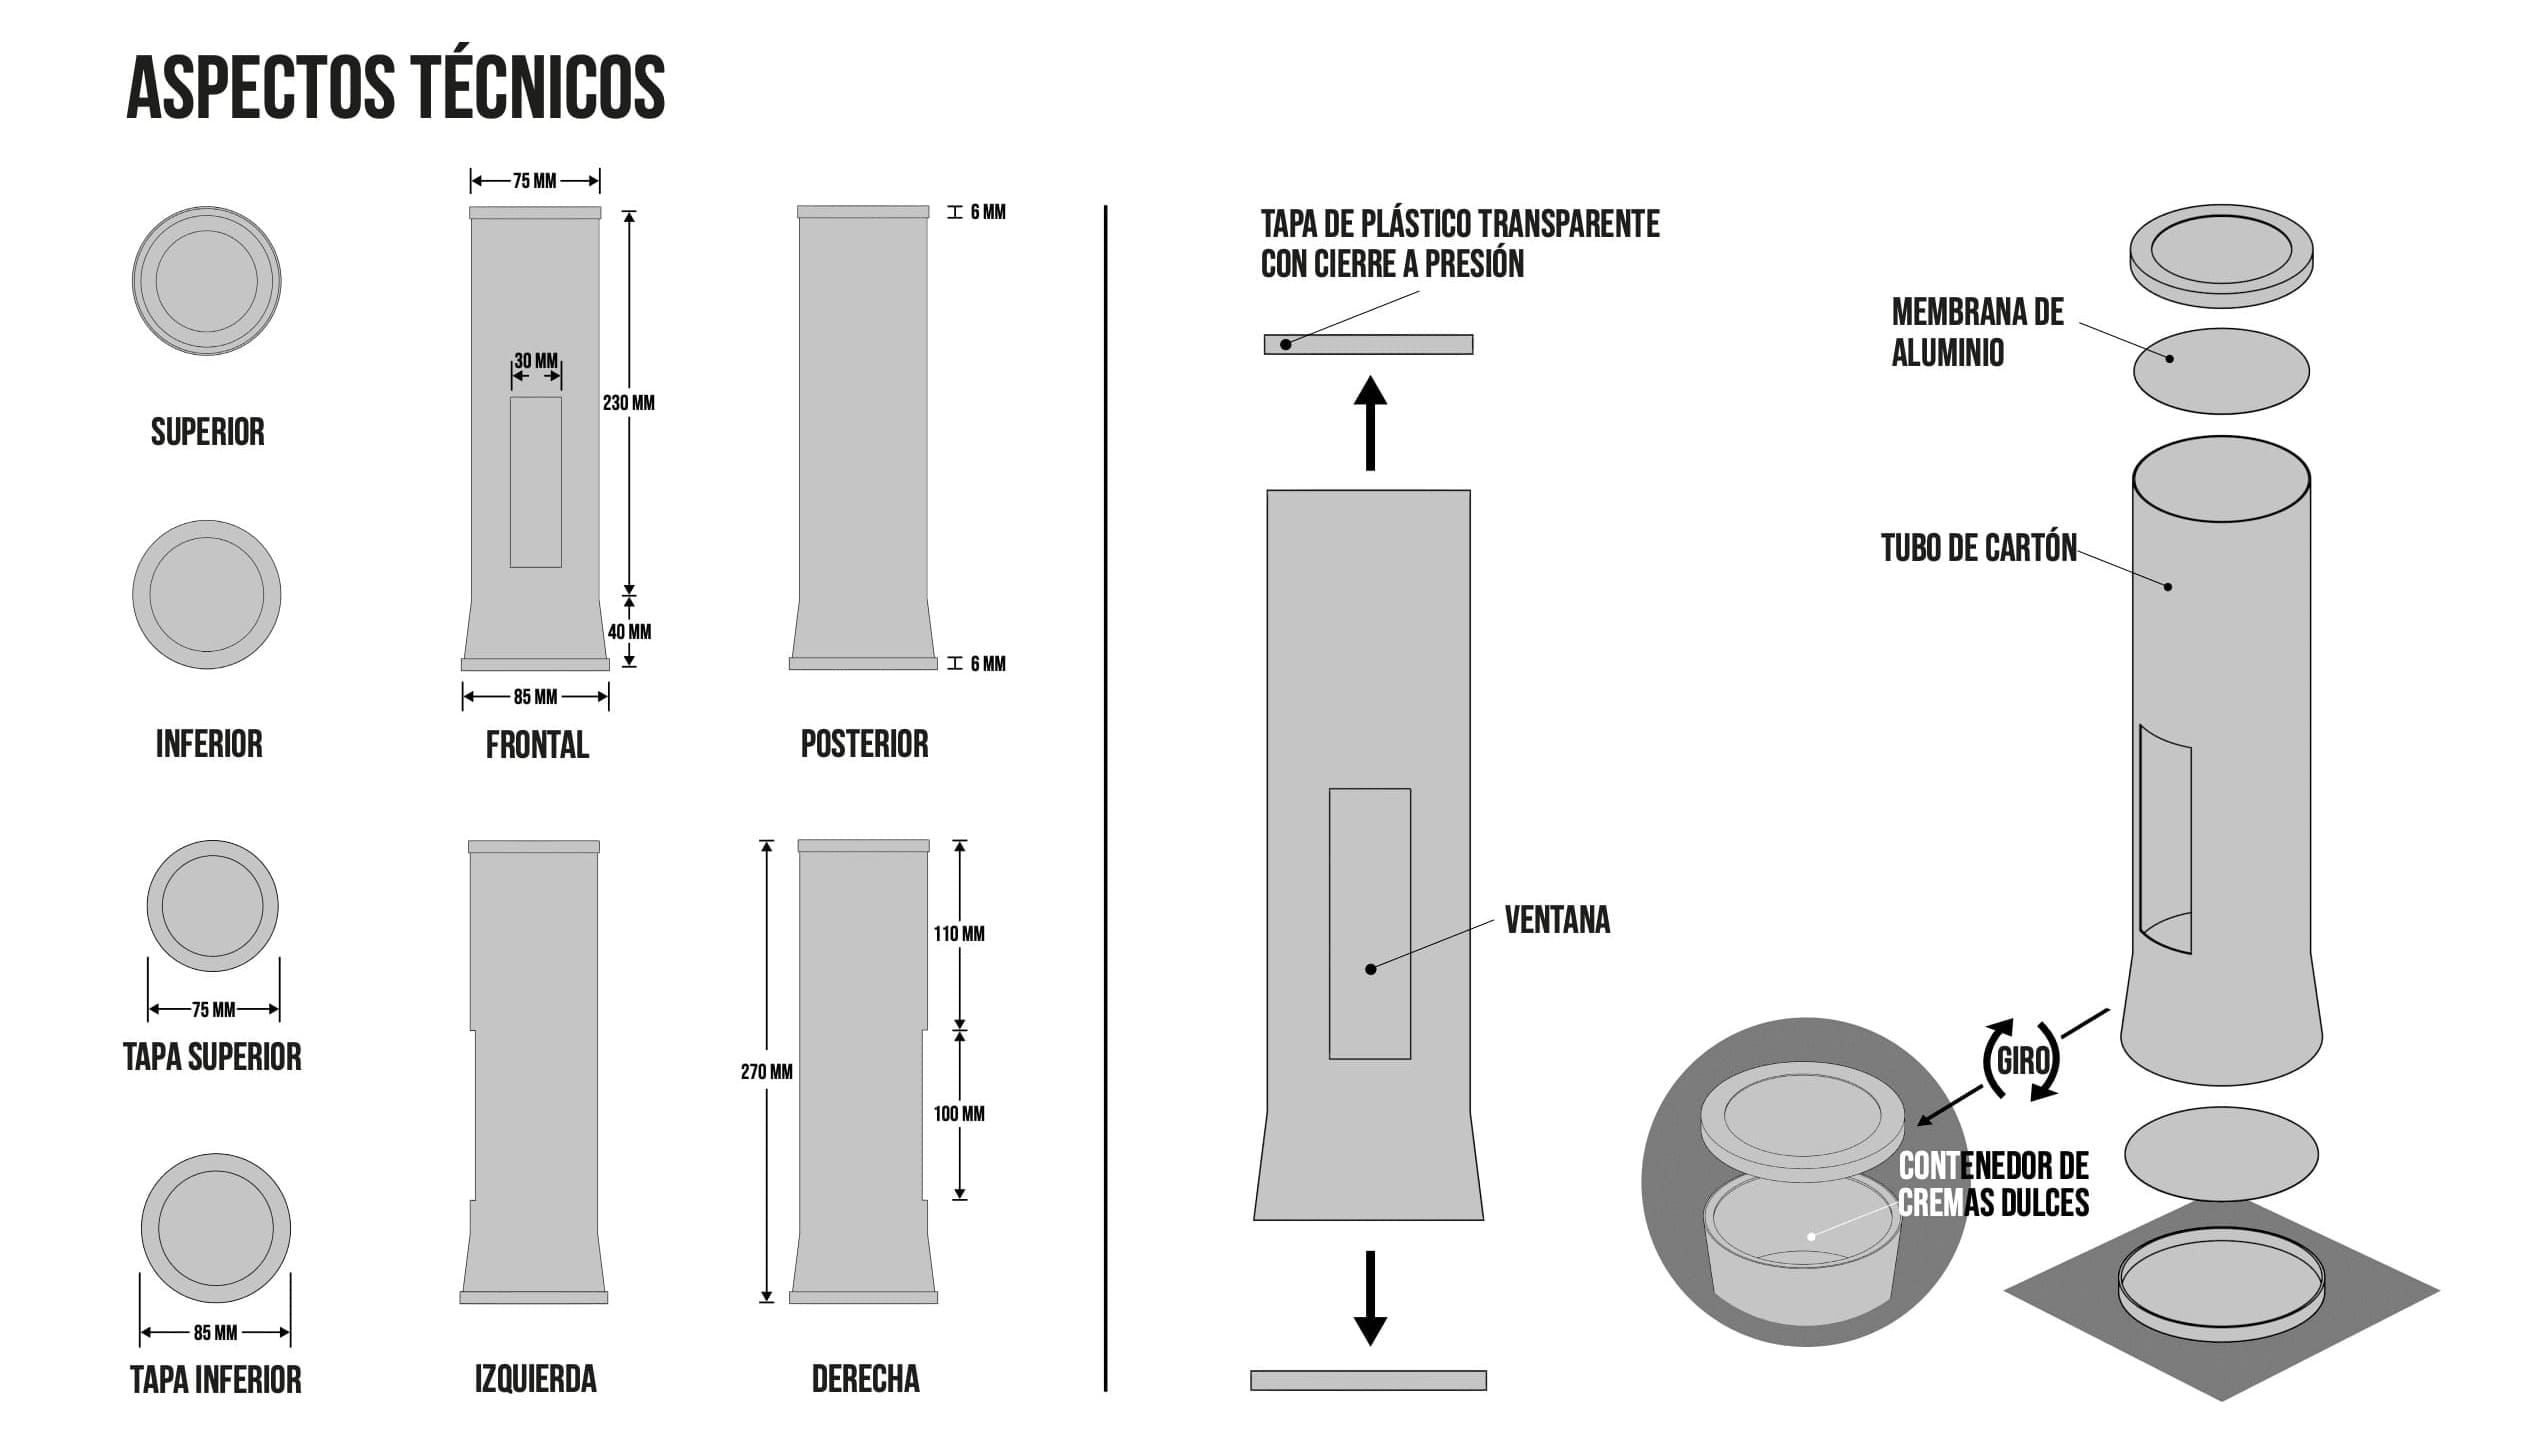 ASPECTOS TÉCNICOS
75 MM
6 MM
30 MM
230 MM
SUPERIOR
40 MM
6 MM
85 MM
INFERIOR
FRONTAL
POSTERIOR
110 MM
75 MM
TAPA SUPERIOR
270 MM
100 MM
85 MM
TAPA INFERIOR
IZQUIERDA
DERECHA
TAPA DE PLÁSTICO TRANSPARENTE
CON CIERRE A PRESIÓN
MEMBRANA DE
ALUMINIO
TUBO DE CARTÓN
VENTANA
GIRO
CONTENEDOR DE
CREMAS DULCES